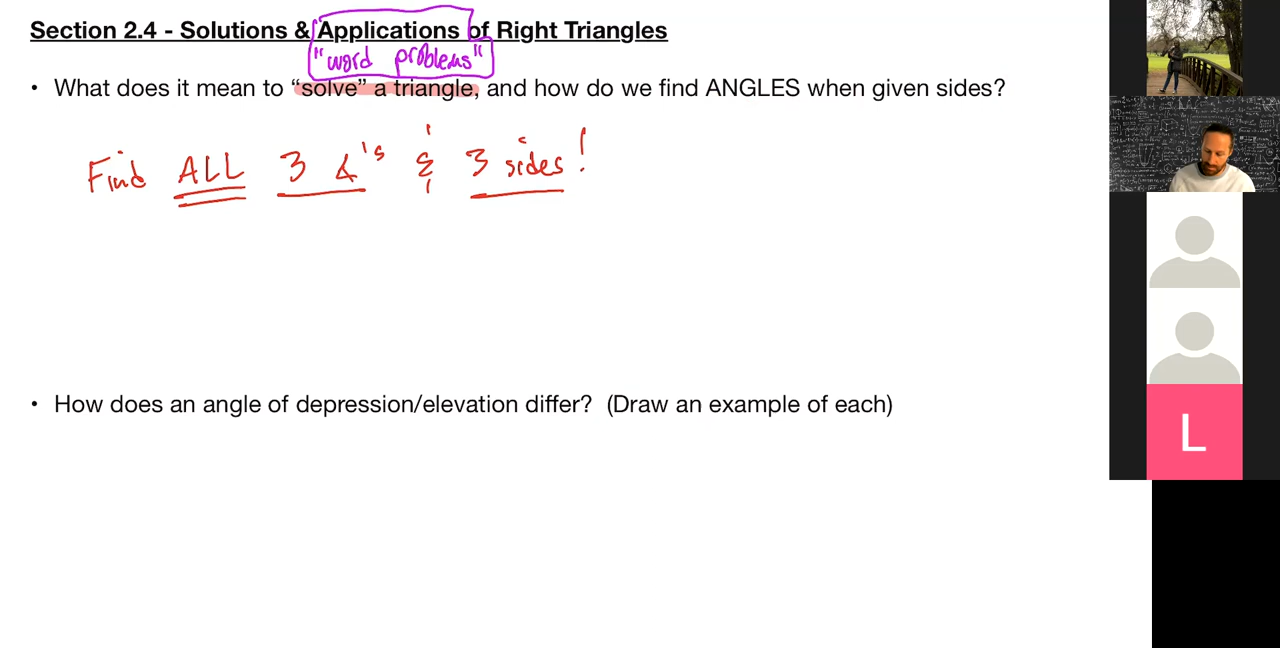 Section 2.4 - Solutions & Applications of Right Triangles
"word problems"
• What does it mean to “solve” a triangle, and how do we find ANGLES when given sides?
Find ALL 3 ∡'s & 3 sides!
• How does an angle of depression/elevation differ? (Draw an example of each)
L